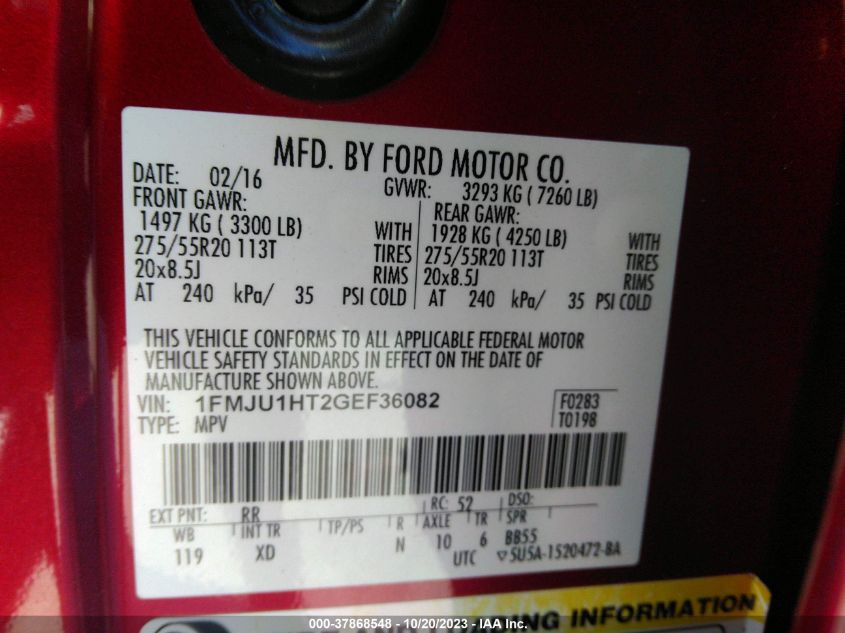 MFD. BY FORD MOTOR CO.
DATE: 02/16 GVWR: 3293 KG ( 7260 LB)
FRONT GAWR: REAR GAWR:
1497 KG ( 3300 LB) WITH 1928 KG ( 4250 LB) WITH
275/55R20 113T TIRES 275/55R20 113T TIRES
20x8.5J RIMS 20x8.5J RIMS
AT 240 kPa/ 35 PSI COLD AT 240 kPa/ 35 PSI COLD
THIS VEHICLE CONFORMS TO ALL APPLICABLE FEDERAL MOTOR
VEHICLE SAFETY STANDARDS IN EFFECT ON THE DATE OF
MANUFACTURE SHOWN ABOVE.
VIN: 1FMJU1HT2GEF36082 F0283
TYPE: MPV T0198
EXT PNT: RR RC: 52 DSO:
WB INT TR TP/PS R AXLE TR SPR
119 XD N 10 6 BB55
UTC 5U5A-1520472-BA
AND LOADING INFORMATION
000-37868548 - 10/20/2023 - IAA Inc.